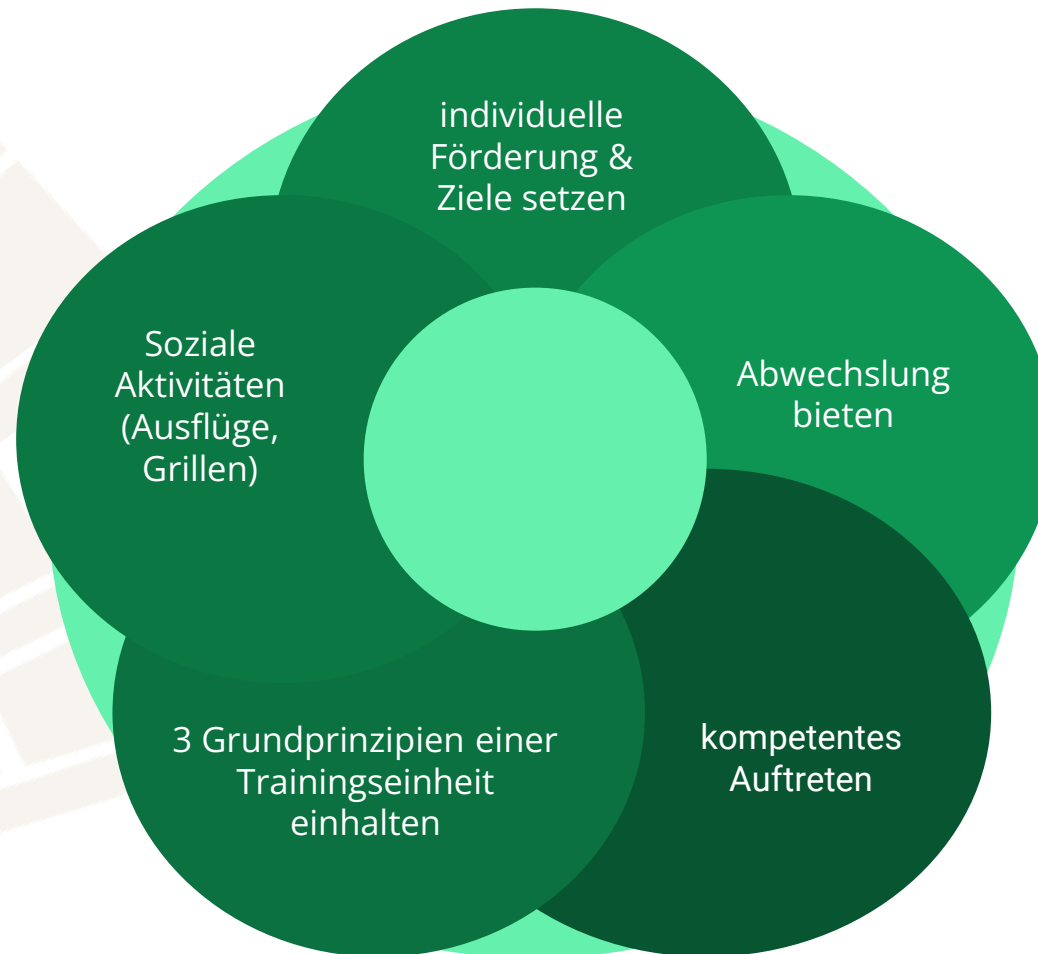 individuelle
Förderung &
Ziele setzen
Abwechslung
bieten
kompetentes
Auftreten
3 Grundprinzipien einer
Trainingseinheit
einhalten
Soziale
Aktivitäten
(Ausflüge,
Grillen)